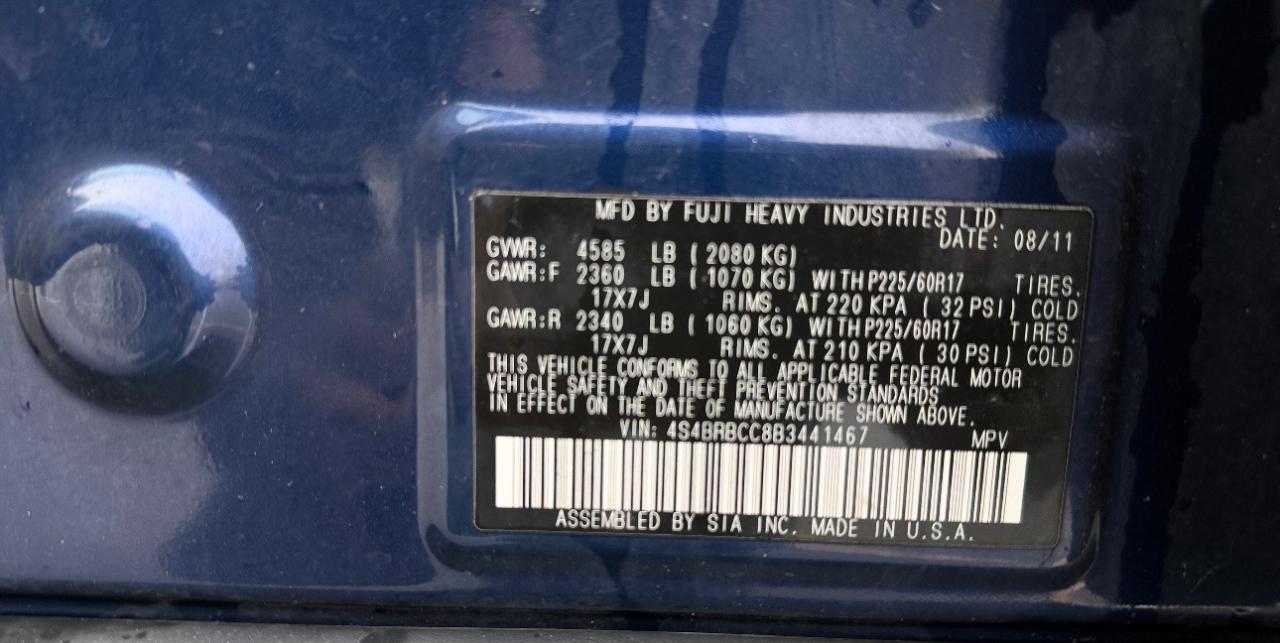 MFD BY FUJI HEAVY INDUSTRIES LTD.
DATE: 08/11
GVWR: 4585 LB ( 2080 KG)
GAWR:F 2360 LB ( 1070 KG) WITH P225/60R17 TIRES.
17X7J RIMS. AT 220 KPA ( 32 PSI) COLD
GAWR:R 2340 LB ( 1060 KG) WITH P225/60R17 TIRES.
17X7J RIMS. AT 210 KPA ( 30 PSI) COLD
THIS VEHICLE CONFORMS TO ALL APPLICABLE FEDERAL MOTOR
VEHICLE SAFETY AND THEFT PREVENTION STANDARDS
IN EFFECT ON THE DATE OF MANUFACTURE SHOWN ABOVE.
VIN: 4S4BRBCC8B3441467 MPV
ASSEMBLED BY SIA INC. MADE IN U.S.A.